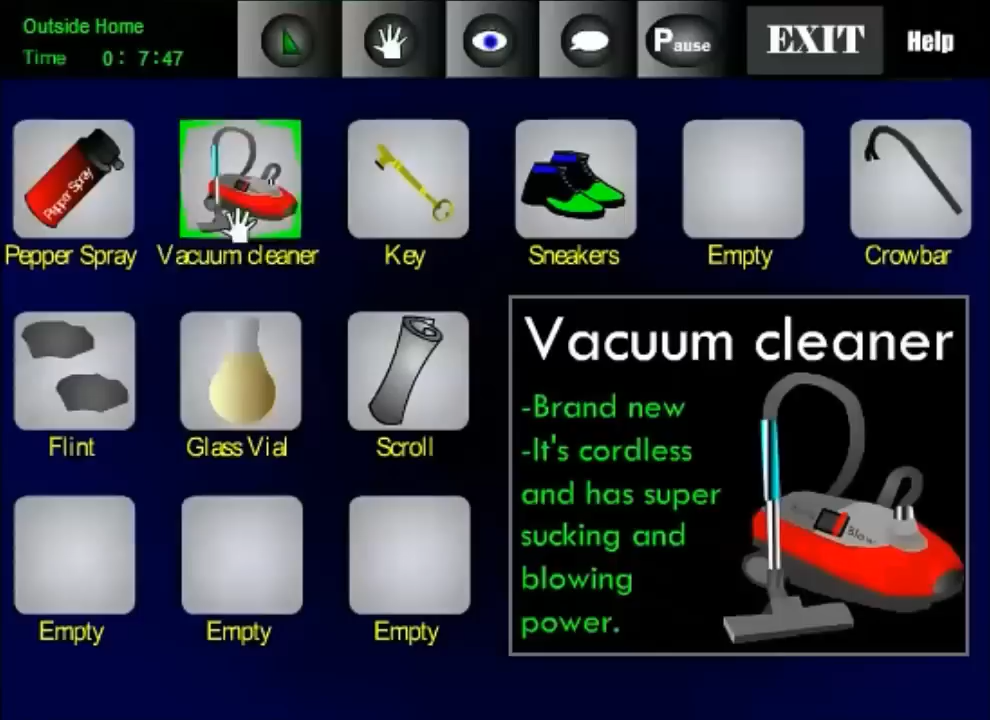 Outside Home
Time 0: 7:47
Pause
EXIT
Help
Pepper Spray
Pepper Spray
Vacuum cleaner
Key
Sneakers
Empty
Crowbar
Flint
Glass Vial
Scroll
Vacuum cleaner
-Brand new
-It's cordless
and has super
sucking and
blowing
power.
Blow
Empty
Empty
Empty